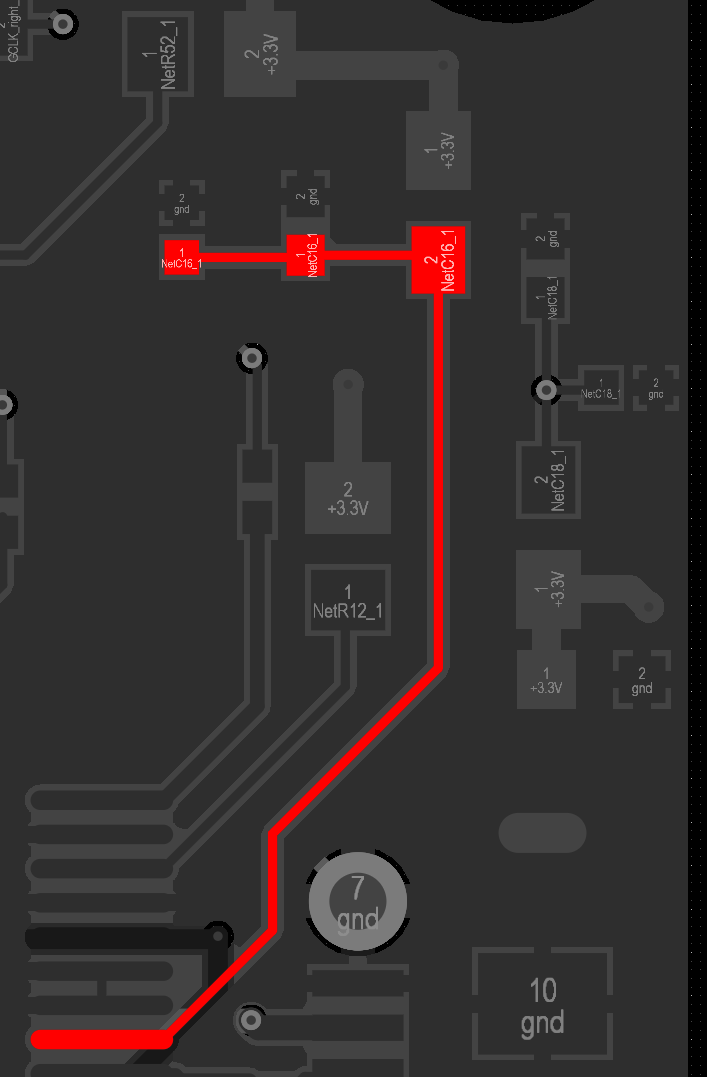 2
GCLK_right_
1
NetR52_1
2
+3.3V
1
+3.3V
2
gnd
2
gnd
1
NetC16_1
1
NetC16_1
2
NetC16_1
2
gnd
1
NetC18_1
1
NetC18_1
2
gnd
2
NetC18_1
2
+3.3V
1
NetR12_1
1
+3.3V
1
+3.3V
2
gnd
7
gnd
10
gnd